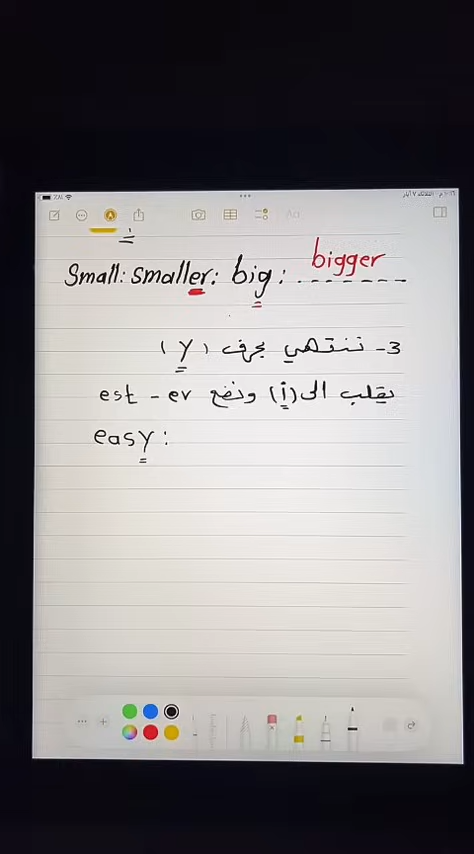 Small: smaller: big: bigger
3- تنتهي بحرف (y)
يقلب الى (i) ونضع est - er
easy: